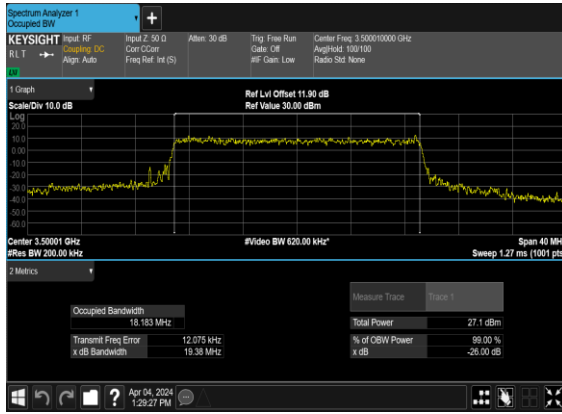 Spectrum Analyzer 1
Occupied BW
+
KEYSIGHT Input: RF Input Z: 50 Ω Atten: 30 dB Trig: Free Run Center Freq: 3.500010000 GHz
RLT Coupling: DC Corr CCorr Gate: Off Avg|Hold: 100/100
Align: Auto Freq Ref: Int (S) #IF Gain: Low Radio Std: None
LW
1 Graph
Ref Lvl Offset 11.90 dB
Scale/Div 10.0 dB Ref Value 30.00 dBm
Log
20.0
10.0
0.00
-10.0
-20.0
-30.0
-40.0
-50.0
-60.0
Center 3.50001 GHz #Video BW 620.00 kHz* Span 40 MH
#Res BW 200.00 kHz Sweep 1.27 ms (1001 pts
2 Metrics
Measure Trace Trace 1
Occupied Bandwidth
18.183 MHz Total Power 27.1 dBm
Transmit Freq Error 12.075 kHz % of OBW Power 99.00 %
x dB Bandwidth 19.38 MHz x dB -26.00 dB
? Apr 04, 2024
1:29:27 PM